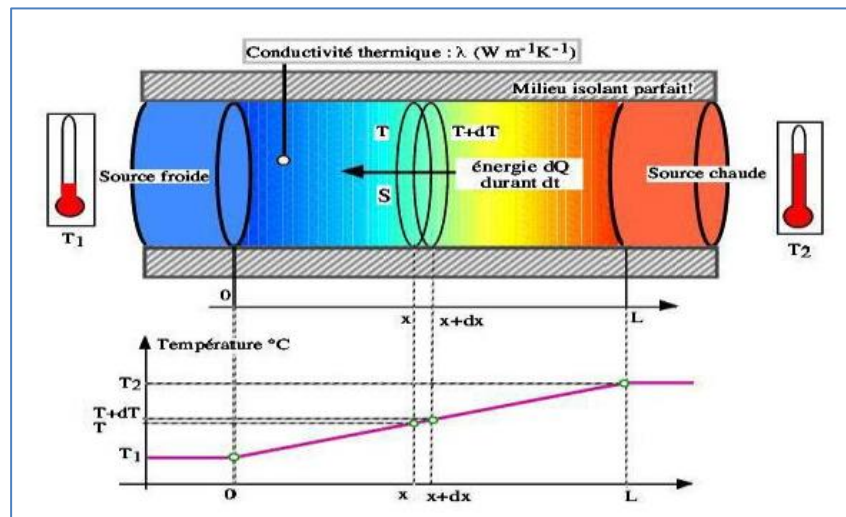 Conductivité thermique : λ (W m⁻¹K⁻¹)
Milieu isolant parfait!
T
T+dT
Source froide
énergie dQ
durant dt
Source chaude
S
T1
T2
0
x
x+dx
L
Température °C
T2
T+dT
T
T1
0
x
x+dx
L